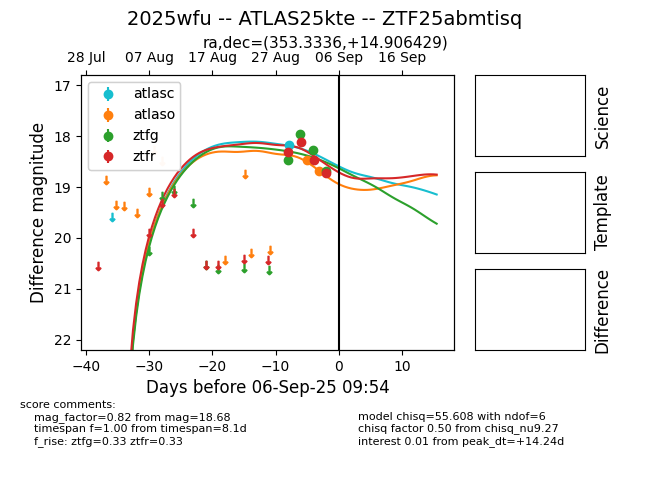 2025wfu -- ATLAS25kte -- ZTF25abmtisq
ra,dec=(353.3336,+14.906429)
28 Jul 07 Aug 17 Aug 27 Aug 06 Sep 16 Sep
17
18
19
20
21
22
Difference magnitude
atlasc
atlaso
ztfg
ztfr
−40 −30 −20 −10 0 10
Days before 06-Sep-25 09:54
Science
Template
Difference
score comments:
mag_factor=0.82 from mag=18.68
timespan f=1.00 from timespan=8.1d
f_rise: ztfg=0.33 ztfr=0.33
model chisq=55.608 with ndof=6
chisq factor 0.50 from chisq_nu9.27
interest 0.01 from peak_dt=+14.24d